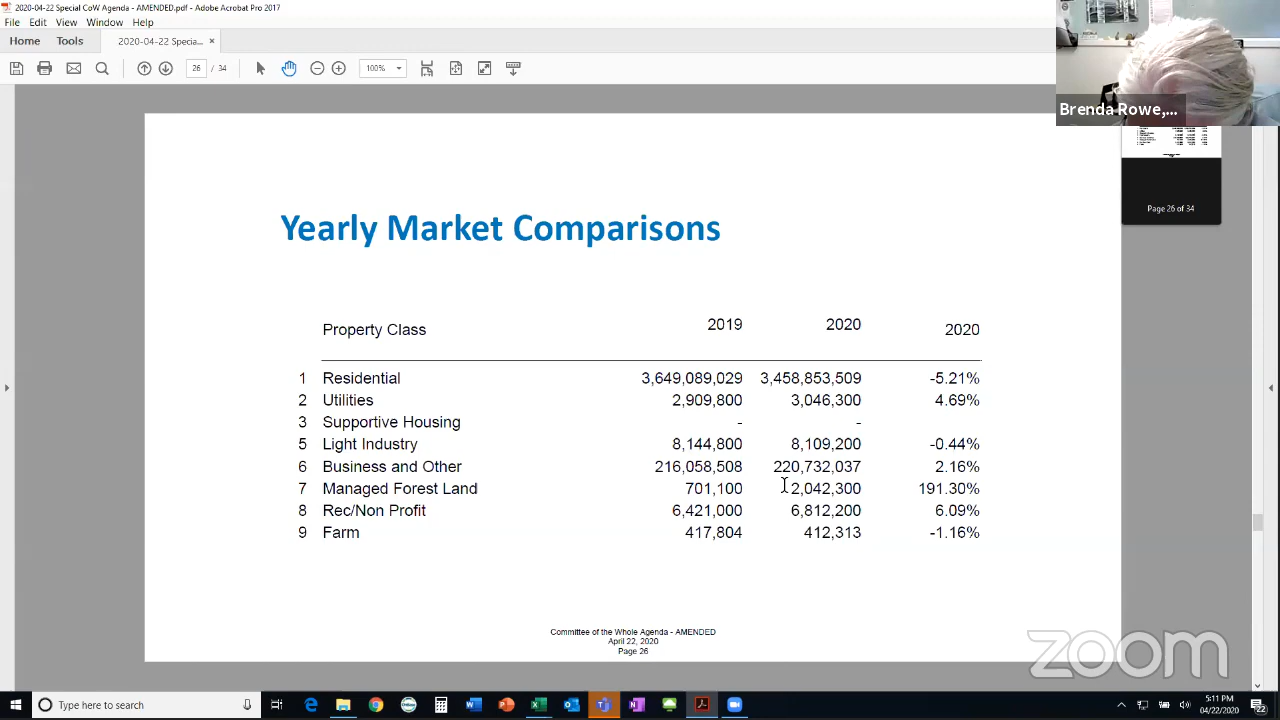 2020-04-22 Special CoW Agenda - AMENDED.pdf - Adobe Acrobat Pro 2017
File Edit View Window Help
Home Tools 2020-04-22 Specia... ×
26 / 34 100%
Brenda Rowe,...
Page 26 of 34
Yearly Market Comparisons
Property Class 2019 2020 2020
1 Residential 3,649,089,029 3,458,853,509 -5.21%
2 Utilities 2,909,800 3,046,300 4.69%
3 Supportive Housing - -
5 Light Industry 8,144,800 8,109,200 -0.44%
6 Business and Other 216,058,508 220,732,037 2.16%
7 Managed Forest Land 701,100 2,042,300 191.30%
8 Rec/Non Profit 6,421,000 6,812,200 6.09%
9 Farm 417,804 412,313 -1.16%
Committee of the Whole Agenda - AMENDED
April 22, 2020
Page 26
zoom
Type here to search
5:11 PM
04/22/2020
22